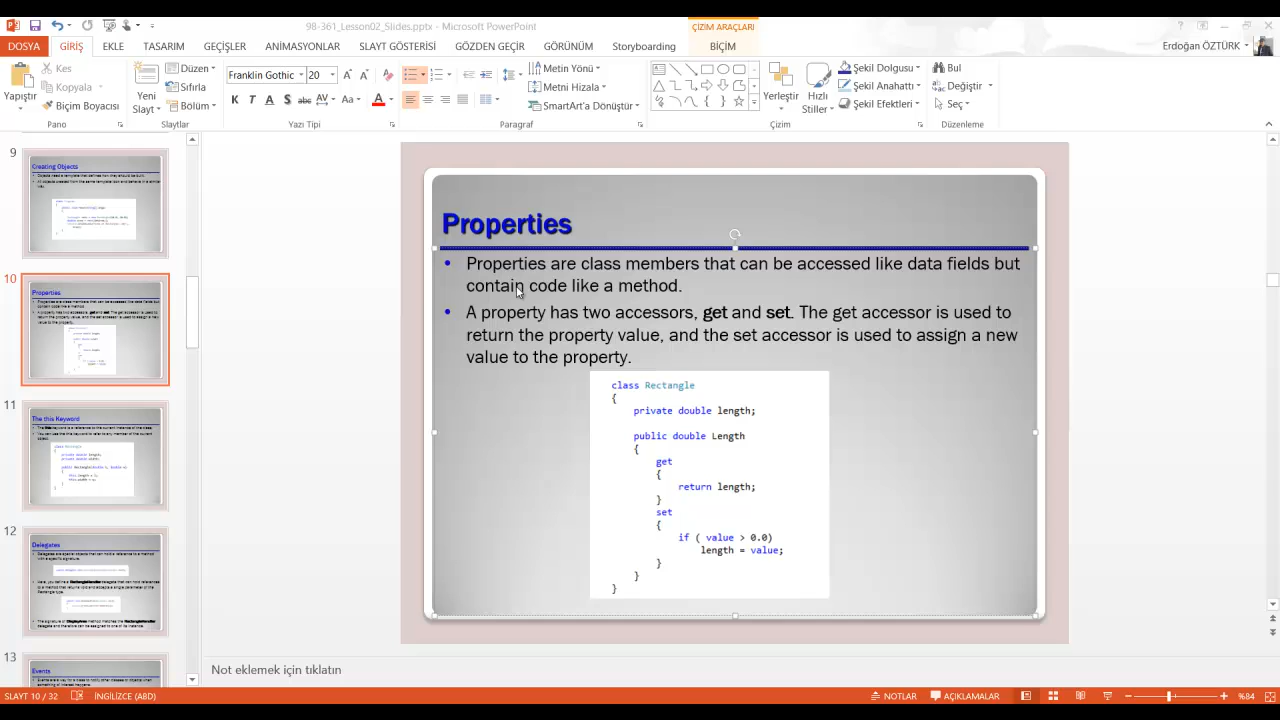 98-361_Lesson02_Slides.pptx - Microsoft PowerPoint
ÇİZİM ARAÇLARI
DOSYA GİRİŞ EKLE TASARIM GEÇİŞLER ANİMASYONLAR SLAYT GÖSTERİSİ GÖZDEN GEÇİR GÖRÜNÜM Storyboarding BİÇİM Erdoğan ÖZTÜRK
Yapıştır
Kes
Kopyala
Biçim Boyacısı
Pano
Yeni Slayt
Düzen
Sıfırla
Bölüm
Slaytlar
Franklin Gothic 20
K T A S abc AV Aa A
Yazı Tipi
Metin Yönü
Metni Hizala
SmartArt'a Dönüştür
Paragraf
Yerleştir
Hızlı Stiller
Şekil Dolgusu
Şekil Anahattı
Şekil Efektleri
Çizim
Bul
Değiştir
Seç
Düzenleme
9
Creating Objects
10
Properties
11
The this Keyword
12
Delegates
13
Events
Properties
• Properties are class members that can be accessed like data fields but
contain code like a method.
• A property has two accessors, get and set. The get accessor is used to
return the property value, and the set accessor is used to assign a new
value to the property.
class Rectangle
{
private double length;
public double Length
{
get
{
return length;
}
set
{
if ( value > 0.0)
length = value;
}
}
}
Not eklemek için tıklatın
SLAYT 10 / 32 İNGİLİZCE (ABD) NOTLAR AÇIKLAMALAR %84